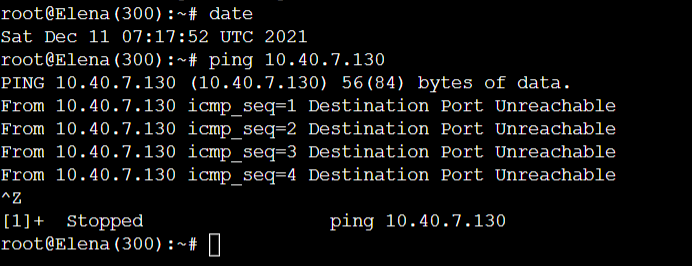 root@Elena(300):~# date
Sat Dec 11 07:17:52 UTC 2021
root@Elena(300):~# ping 10.40.7.130
PING 10.40.7.130 (10.40.7.130) 56(84) bytes of data.
From 10.40.7.130 icmp_seq=1 Destination Port Unreachable
From 10.40.7.130 icmp_seq=2 Destination Port Unreachable
From 10.40.7.130 icmp_seq=3 Destination Port Unreachable
From 10.40.7.130 icmp_seq=4 Destination Port Unreachable
^Z
[1]+  Stopped                 ping 10.40.7.130
root@Elena(300):~#